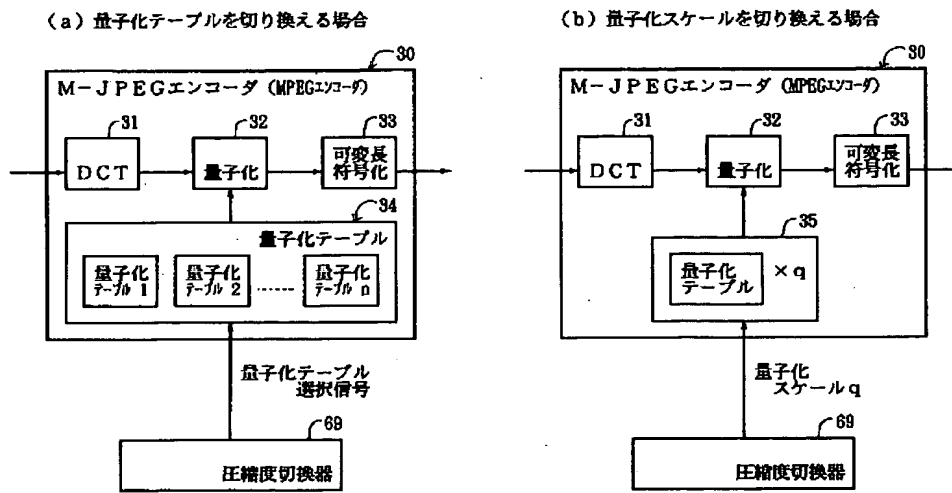 (a) 量子化テーブルを切り換える場合
30
M-JPEGエンコーダ (MPEGエンコーダ)
31
32
33
DCT
量子化
可変長
符号化
34
量子化テーブル
量子化
テーブル 1
量子化
テーブル 2
……
量子化
テーブル n
量子化テーブル
選択信号
69
圧縮度切換器
(b) 量子化スケールを切り換える場合
30
M-JPEGエンコーダ (MPEGエンコーダ)
31
32
33
DCT
量子化
可変長
符号化
35
量子化
テーブル
×q
量子化
スケール q
69
圧縮度切換器